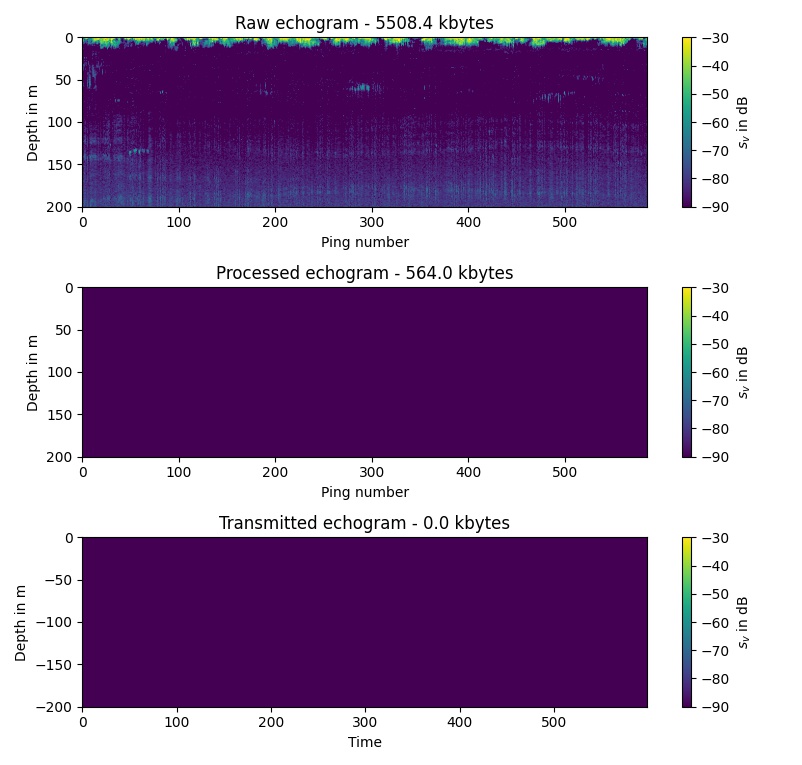 Raw echogram - 5508.4 kbytes
0
50
100
150
200
Depth in m
0 100 200 300 400 500
Ping number
−30
−40
−50
−60
−70
−80
−90
sv in dB
Processed echogram - 564.0 kbytes
0
50
100
150
200
Depth in m
0 100 200 300 400 500
Ping number
−30
−40
−50
−60
−70
−80
−90
sv in dB
Transmitted echogram - 0.0 kbytes
0
−50
−100
−150
−200
Depth in m
0 100 200 300 400 500
Time
−30
−40
−50
−60
−70
−80
−90
sv in dB